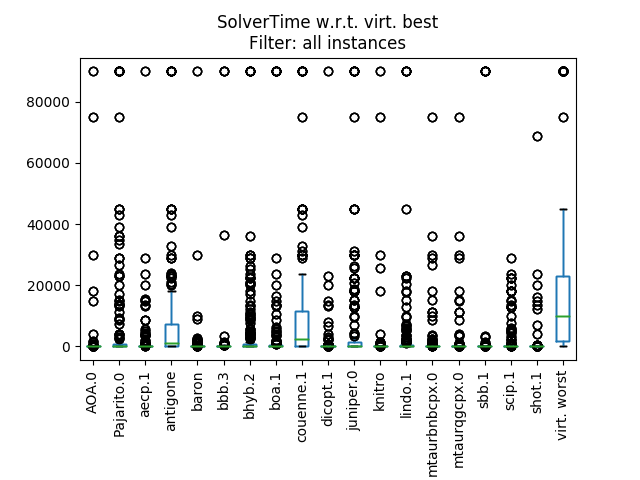 SolverTime w.r.t. virt. best
Filter: all instances
80000
60000
40000
20000
0
AOA.0
Pajarito.0
aecp.1
antigone
baron
bbb.3
bhyb.2
boa.1
couenne.1
dicopt.1
juniper.0
knitro
lindo.1
mtaurbnbcpx.0
mtaurqgcpx.0
sbb.1
scip.1
shot.1
virt. worst